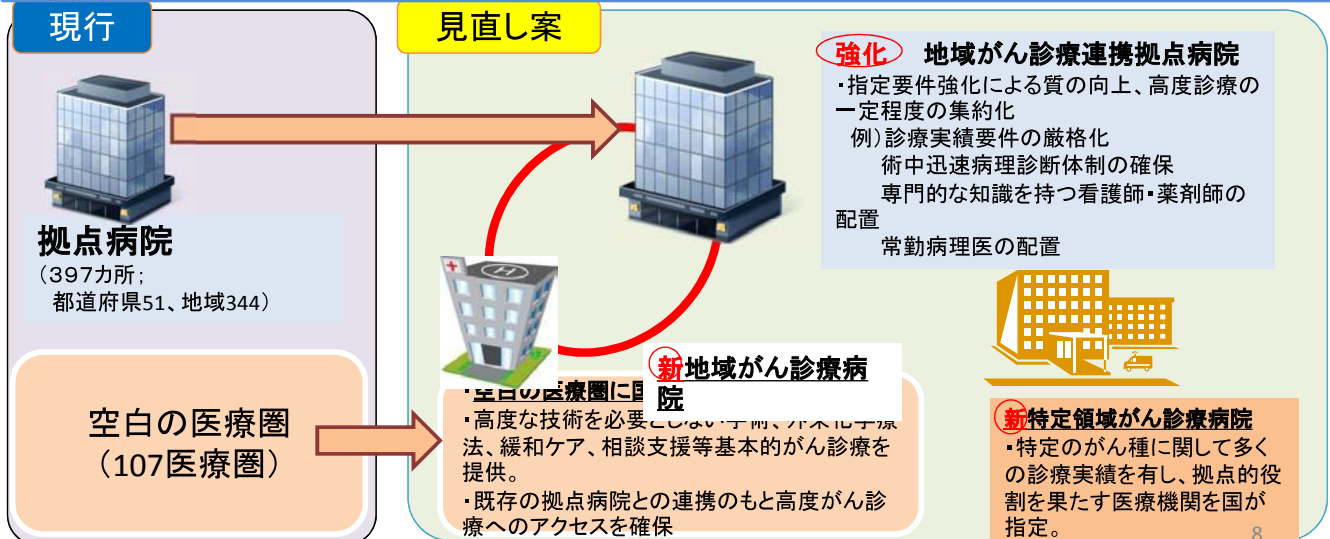 現行
拠点病院
（397カ所；
都道府県51、地域344）
空白の医療圏
（107医療圏）
見直し案
強化 地域がん診療連携拠点病院
・指定要件強化による質の向上、高度診療の
一定程度の集約化
例）診療実績要件の厳格化
術中迅速病理診断体制の確保
専門的な知識を持つ看護師・薬剤師の
配置
常勤病理医の配置
新地域がん診療病
院
・空白の医療圏に国
・高度な技術を必要としない手術、外来化学療
法、緩和ケア、相談支援等基本的がん診療を
提供。
・既存の拠点病院との連携のもと高度がん診
療へのアクセスを確保
新特定領域がん診療病院
・特定のがん種に関して多く
の診療実績を有し、拠点的役
割を果たす医療機関を国が
指定。
8
H